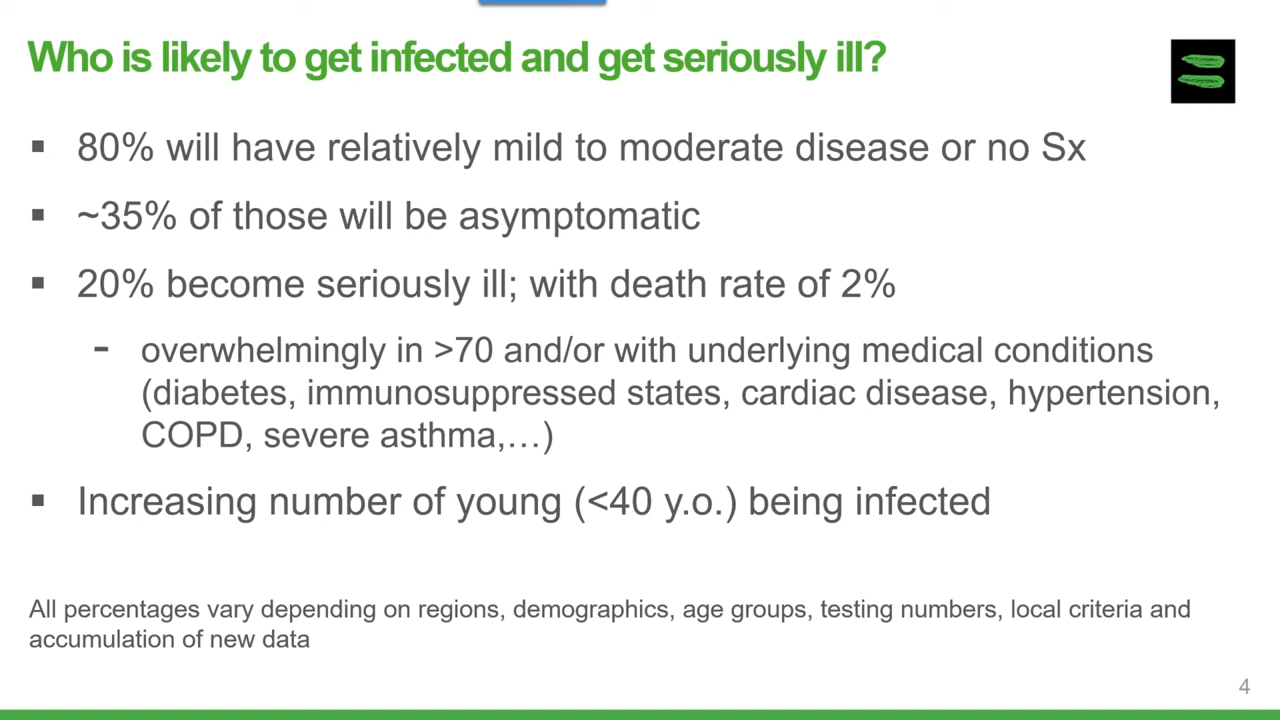 Who is likely to get infected and get seriously ill?
▪ 80% will have relatively mild to moderate disease or no Sx
▪ ~35% of those will be asymptomatic
▪ 20% become seriously ill; with death rate of 2%
- overwhelmingly in >70 and/or with underlying medical conditions
(diabetes, immunosuppressed states, cardiac disease, hypertension,
COPD, severe asthma,…)
▪ Increasing number of young (<40 y.o.) being infected
All percentages vary depending on regions, demographics, age groups, testing numbers, local criteria and
accumulation of new data
4